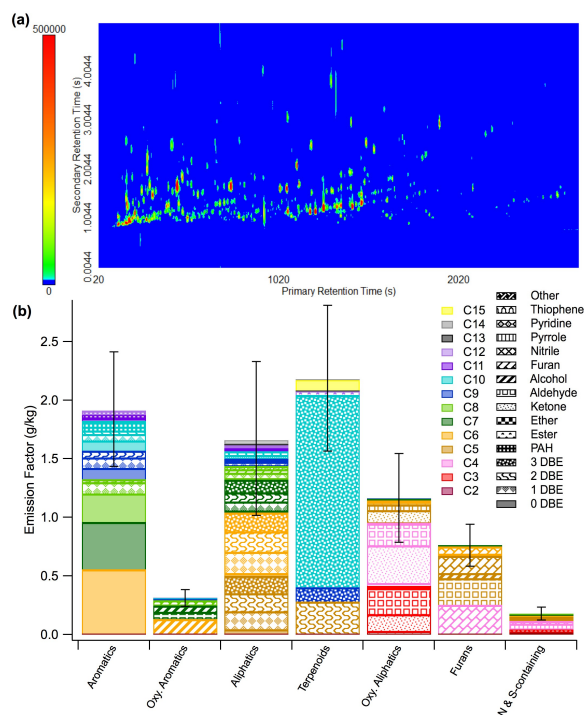 (a)
500000
0
Secondary Retention Time (s)
4.0044
3.0044
2.0044
1.0044
0.0044
20
1020
2020
Primary Retention Time (s)
(b)
Emission Factor (g/kg)
2.5
2.0
1.5
1.0
0.5
0.0
C15
C14
C13
C12
C11
C10
C9
C8
C7
C6
C5
C4
C3
C2
Other
Thiophene
Pyridine
Pyrrole
Nitrile
Furan
Alcohol
Aldehyde
Ketone
Ether
Ester
PAH
3 DBE
2 DBE
1 DBE
0 DBE
Aromatics
Oxy. Aromatics
Aliphatics
Terpenoids
Oxy. Aliphatics
Furans
N & S-containing